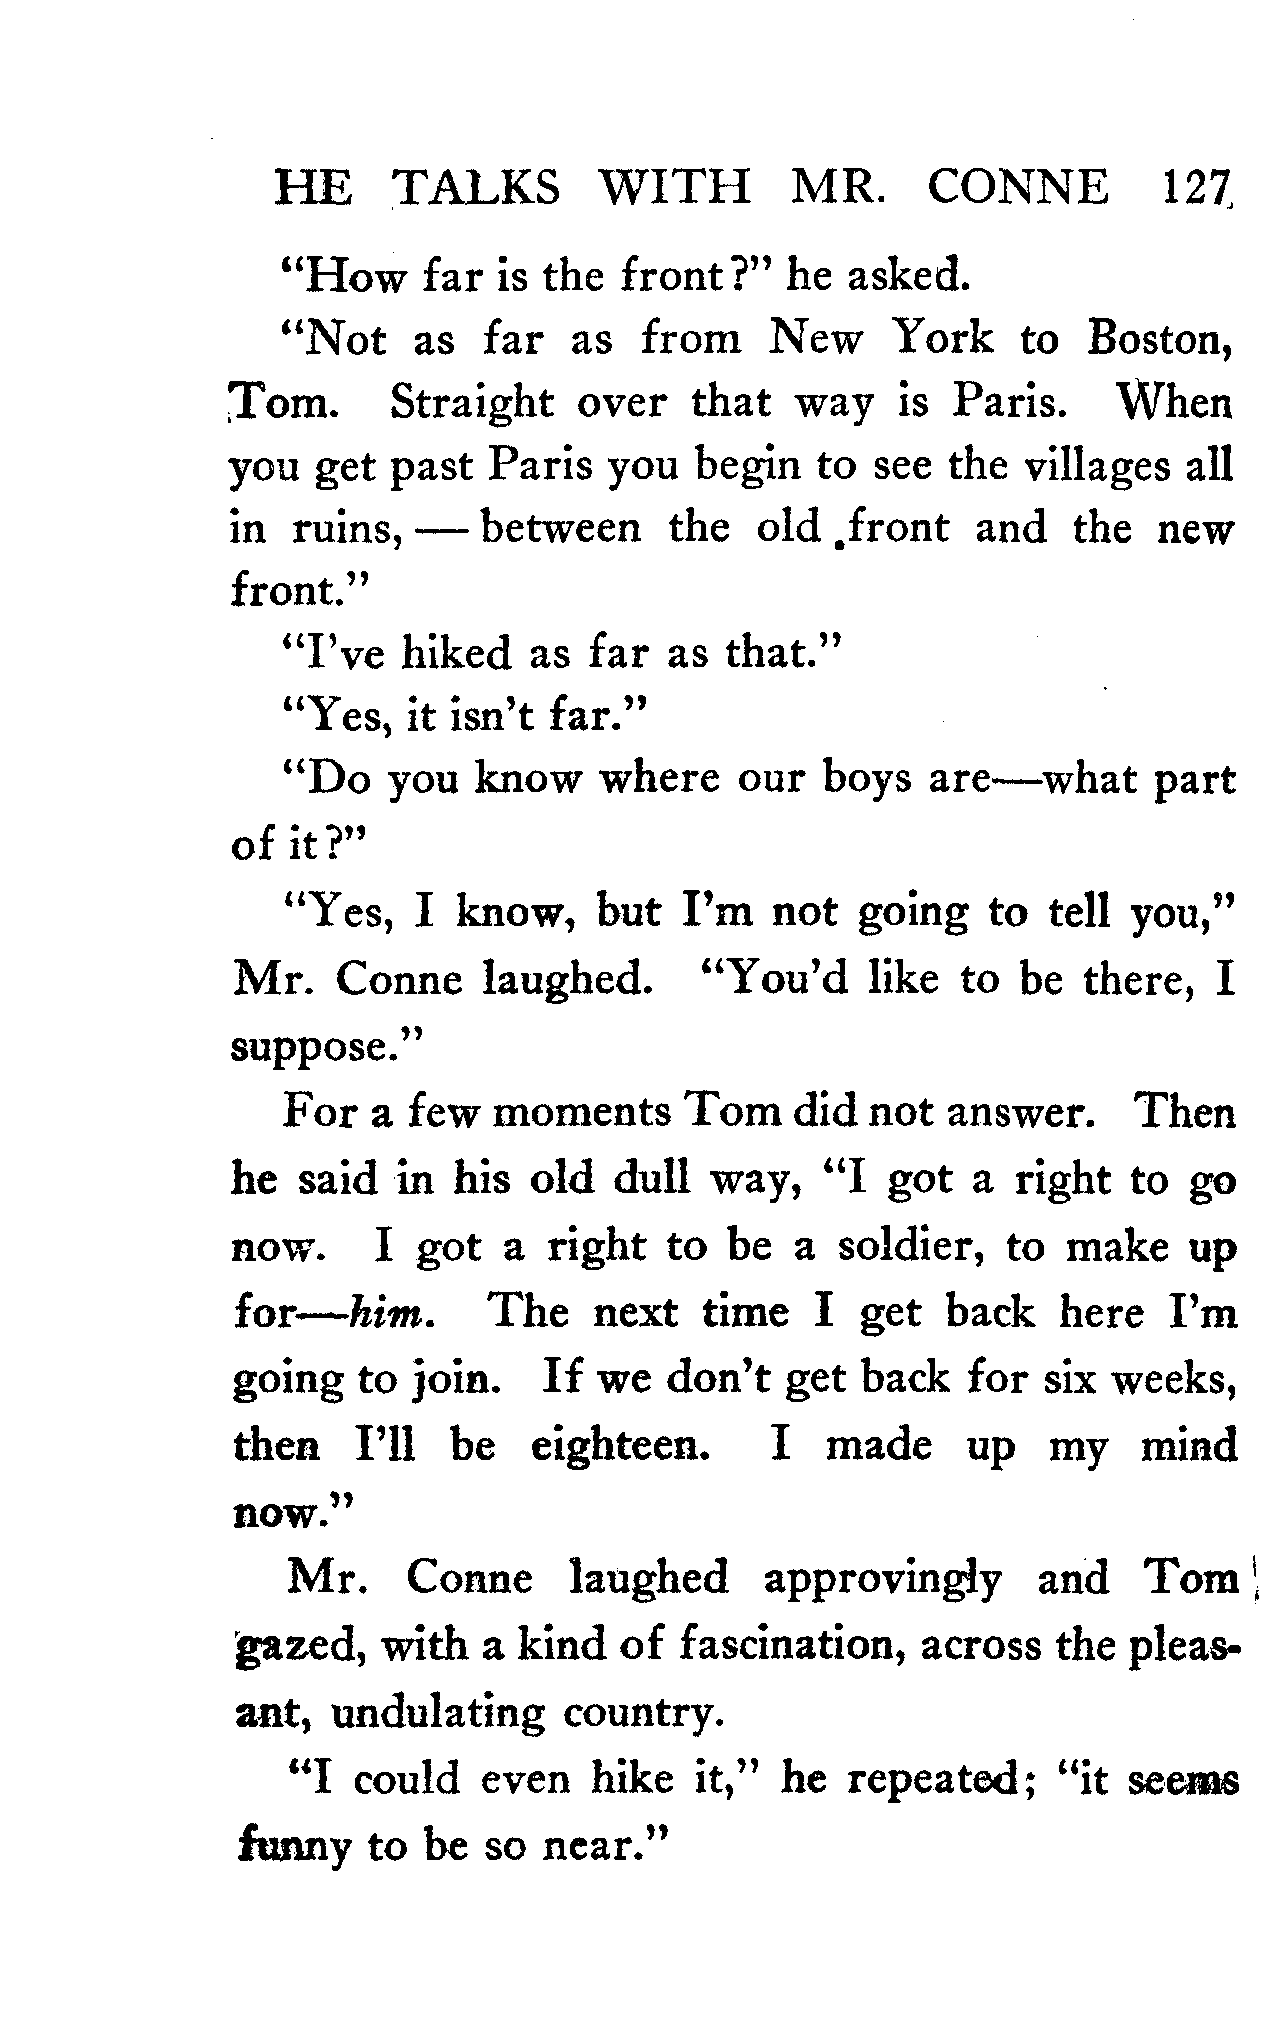 HE TALKS WITH MR. CONNE 127
"How far is the front?" he asked.
"Not as far as from New York to Boston,
Tom. Straight over that way is Paris. When
you get past Paris you begin to see the villages all
in ruins, — between the old front and the new
front."
"I've hiked as far as that."
"Yes, it isn't far."
"Do you know where our boys are—what part
of it?"
"Yes, I know, but I'm not going to tell you,"
Mr. Conne laughed. "You'd like to be there, I
suppose."
For a few moments Tom did not answer. Then
he said in his old dull way, "I got a right to go
now. I got a right to be a soldier, to make up
for—him. The next time I get back here I'm
going to join. If we don't get back for six weeks,
then I'll be eighteen. I made up my mind
now."
Mr. Conne laughed approvingly and Tom
gazed, with a kind of fascination, across the pleas-
ant, undulating country.
"I could even hike it," he repeated; "it seems
funny to be so near."